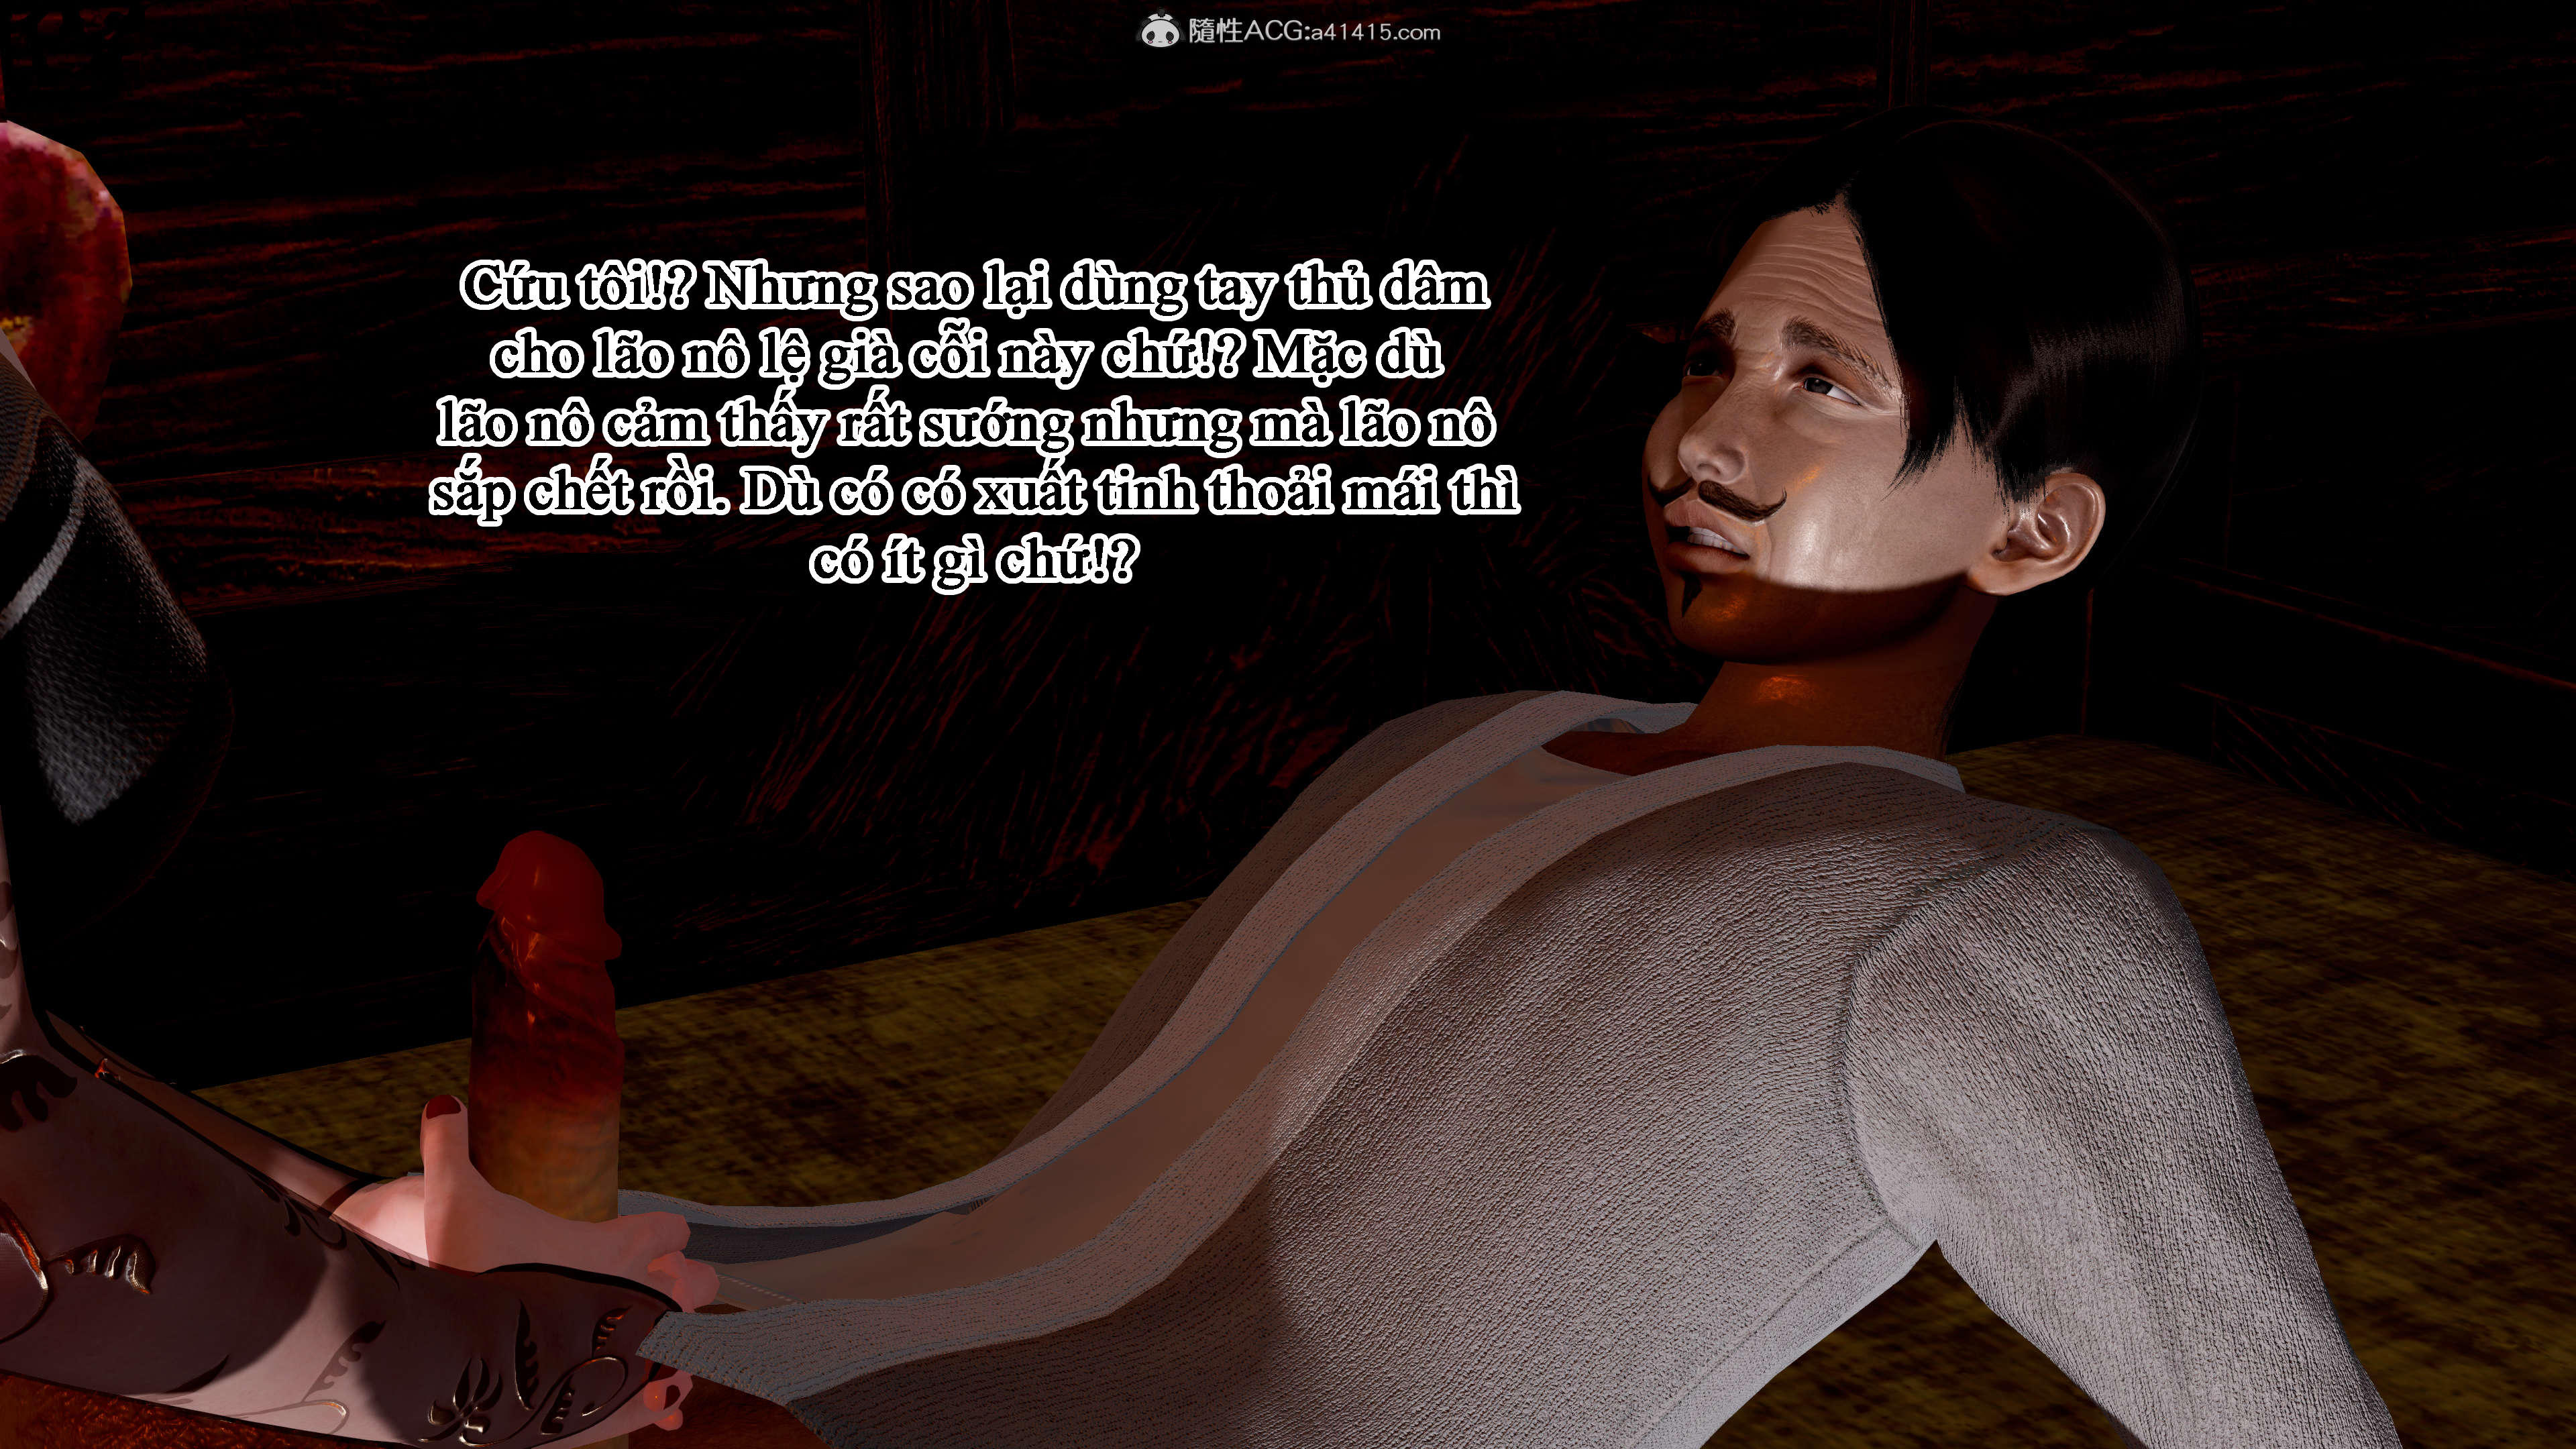 隨性ACG:a41415.com
Cứu tôi!? Nhưng sao lại dùng tay thủ dâm
cho lão nô lệ già cỗi này chứ!? Mặc dù
lão nô cảm thấy rất sướng nhưng mà lão nô
sắp chết rồi. Dù có có xuất tinh thoải mái thì
có ít gì chứ!?